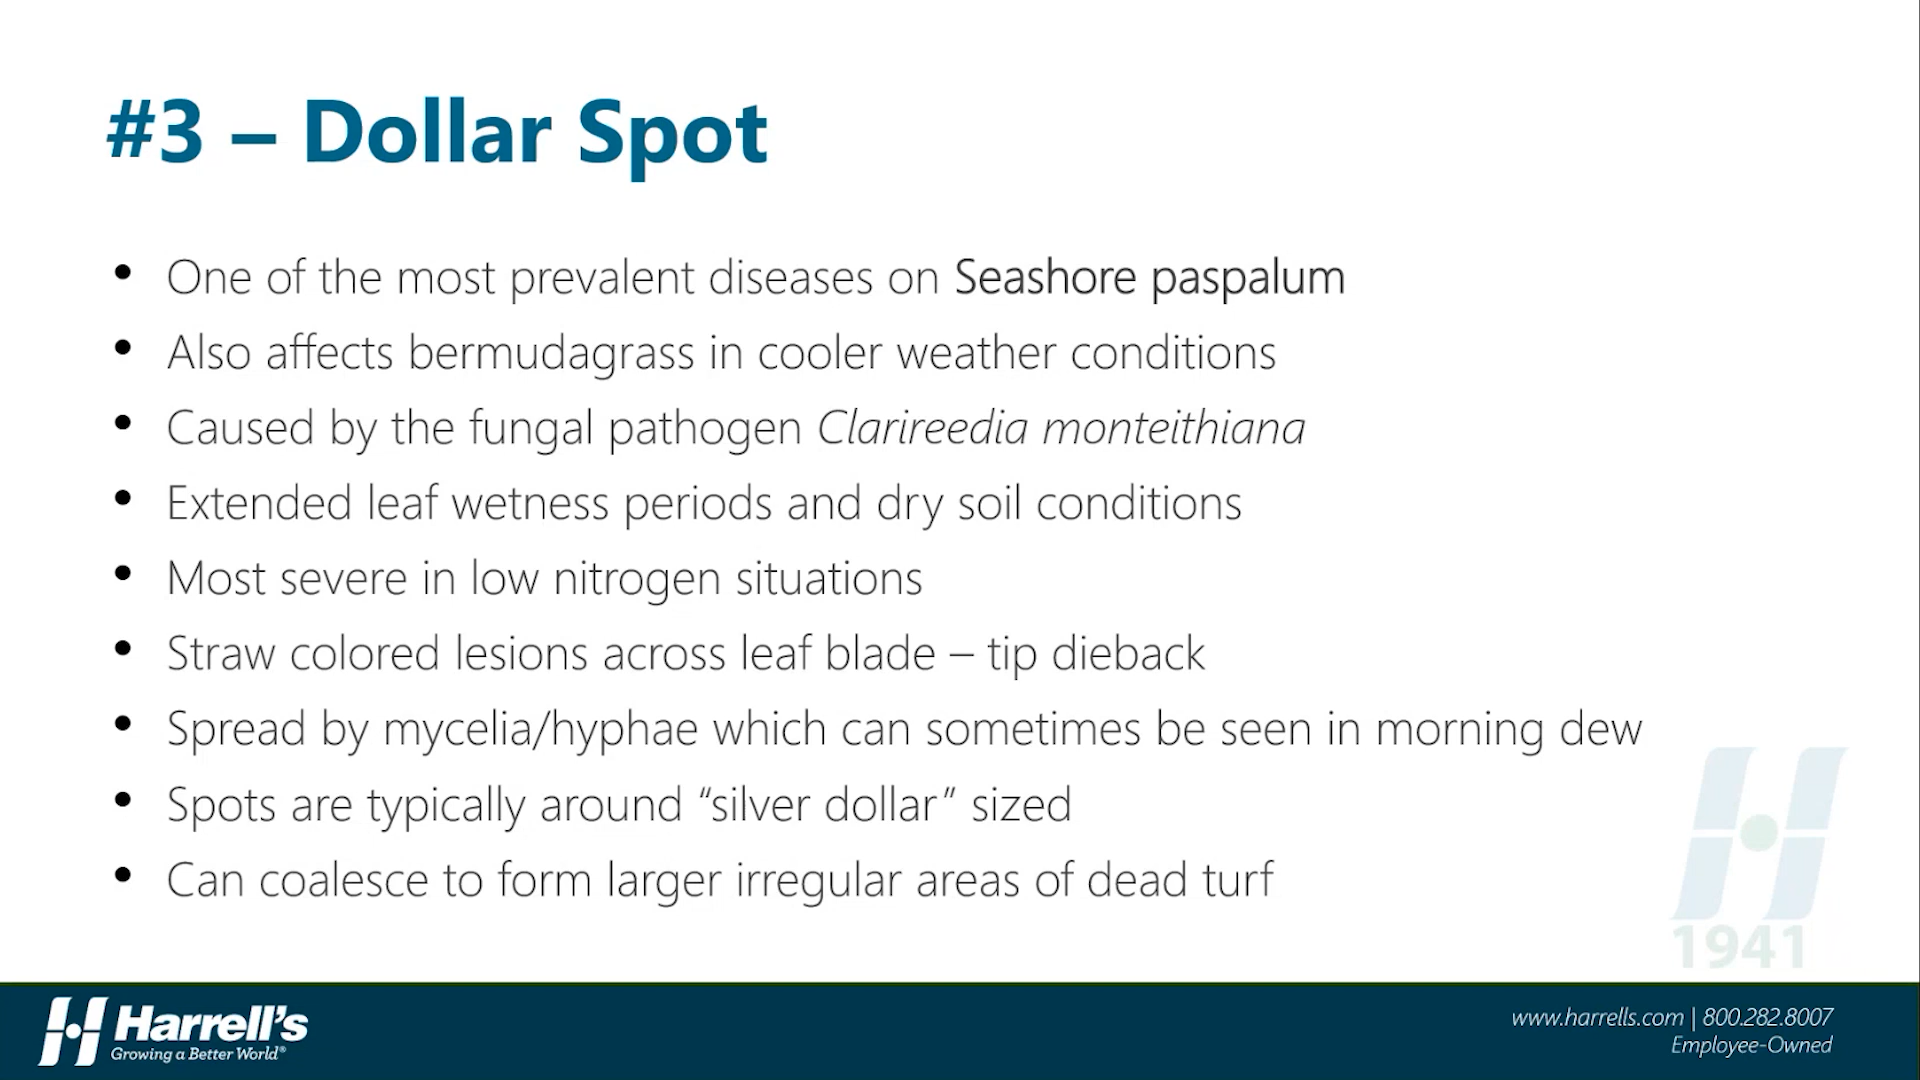 #3 – Dollar Spot
• One of the most prevalent diseases on Seashore paspalum
• Also affects bermudagrass in cooler weather conditions
• Caused by the fungal pathogen Clarireedia monteithiana
• Extended leaf wetness periods and dry soil conditions
• Most severe in low nitrogen situations
• Straw colored lesions across leaf blade – tip dieback
• Spread by mycelia/hyphae which can sometimes be seen in morning dew
• Spots are typically around “silver dollar” sized
• Can coalesce to form larger irregular areas of dead turf
H
1941
H Harrell's
Growing a Better World®
www.harrells.com | 800.282.8007
Employee-Owned